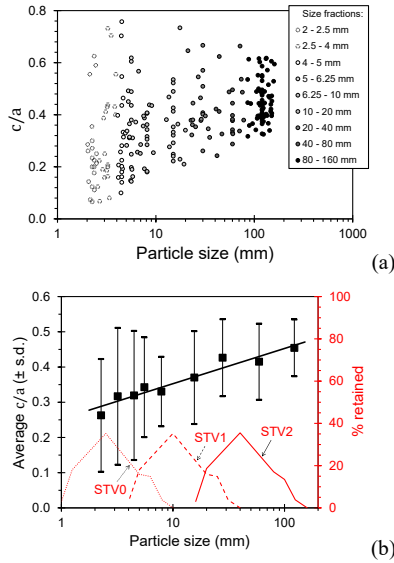 (a)
c/a
0.8
0.6
0.4
0.2
0.0
1
10
100
1000
Particle size (mm)
Size fractions:
2 - 2.5 mm
2.5 - 4 mm
4 - 5 mm
5 - 6.25 mm
6.25 - 10 mm
10 - 20 mm
20 - 40 mm
40 - 80 mm
80 - 160 mm
(a)
Average c/a (± s.d.)
0.6
0.5
0.4
0.3
0.2
0.1
0.0
1
10
100
Particle size (mm)
100
80
60
40
20
0
% retained
STV0
STV1
STV2
(b)
(b)